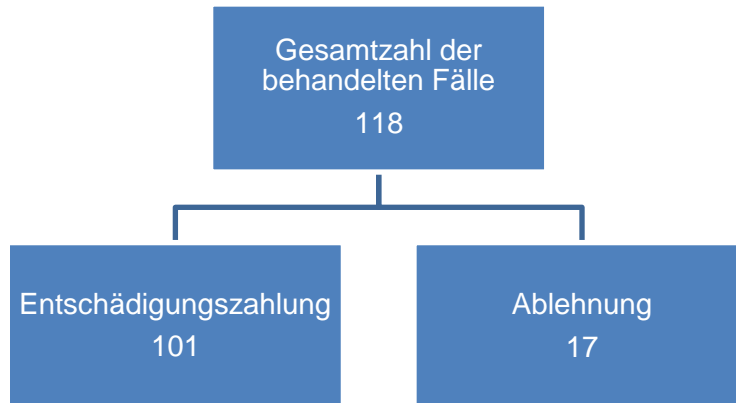 Gesamtzahl der
behandelten Fälle
118
Entschädigungszahlung
101
Ablehnung
17